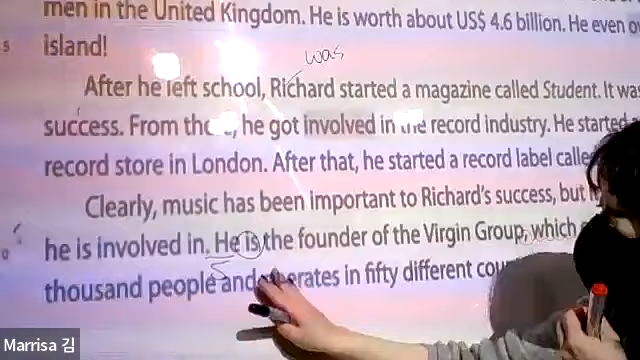 men in the United Kingdom. He is worth about US$ 4.6 billion. He even
island!
was
After he left school, Richard started a magazine called Student. It was
success. From he got involved in the record industry. He started
record store in London. After that, he started a record label
Clearly, music has been important to Richard's success, but
he is involved in. He is the founder of the Virgin Group, which
thousand people and operates in fifty different
Marrisa 김